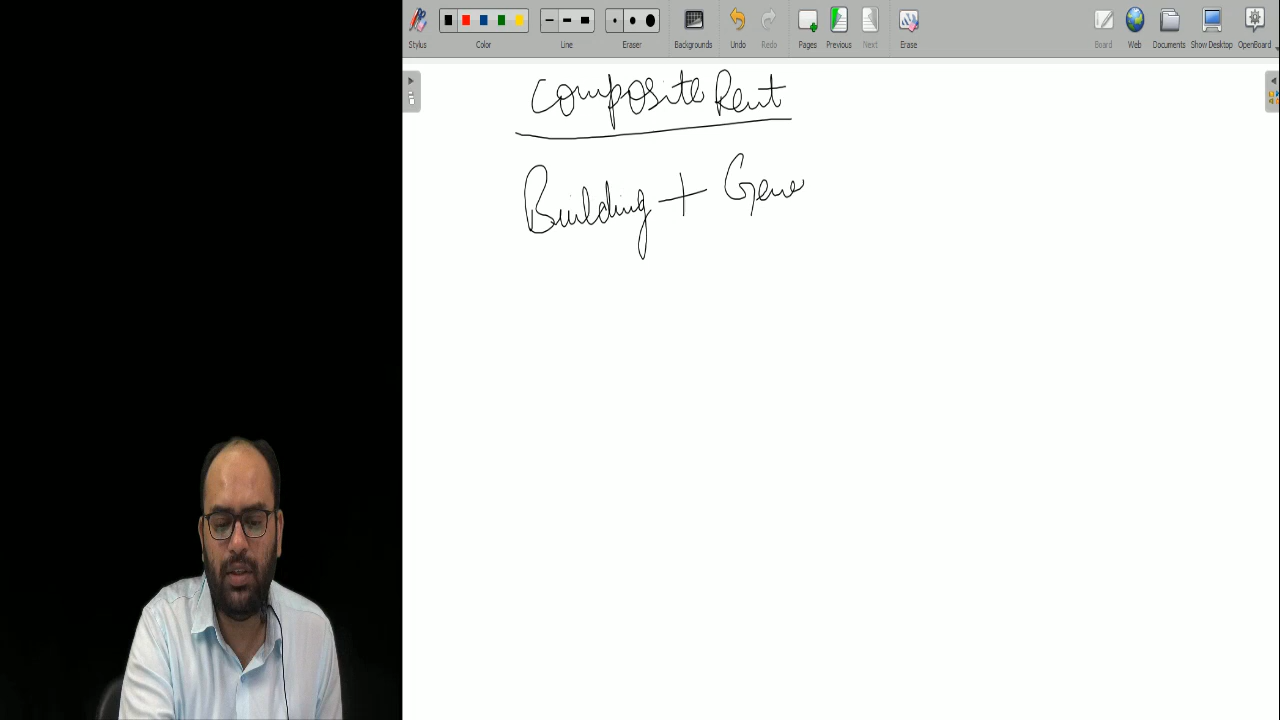 Stylus Color Line Eraser Backgrounds Undo Redo Pages Previous Next Erase Board Web Documents Show Desktop OpenBoard
Composite Rent
Building + Gene